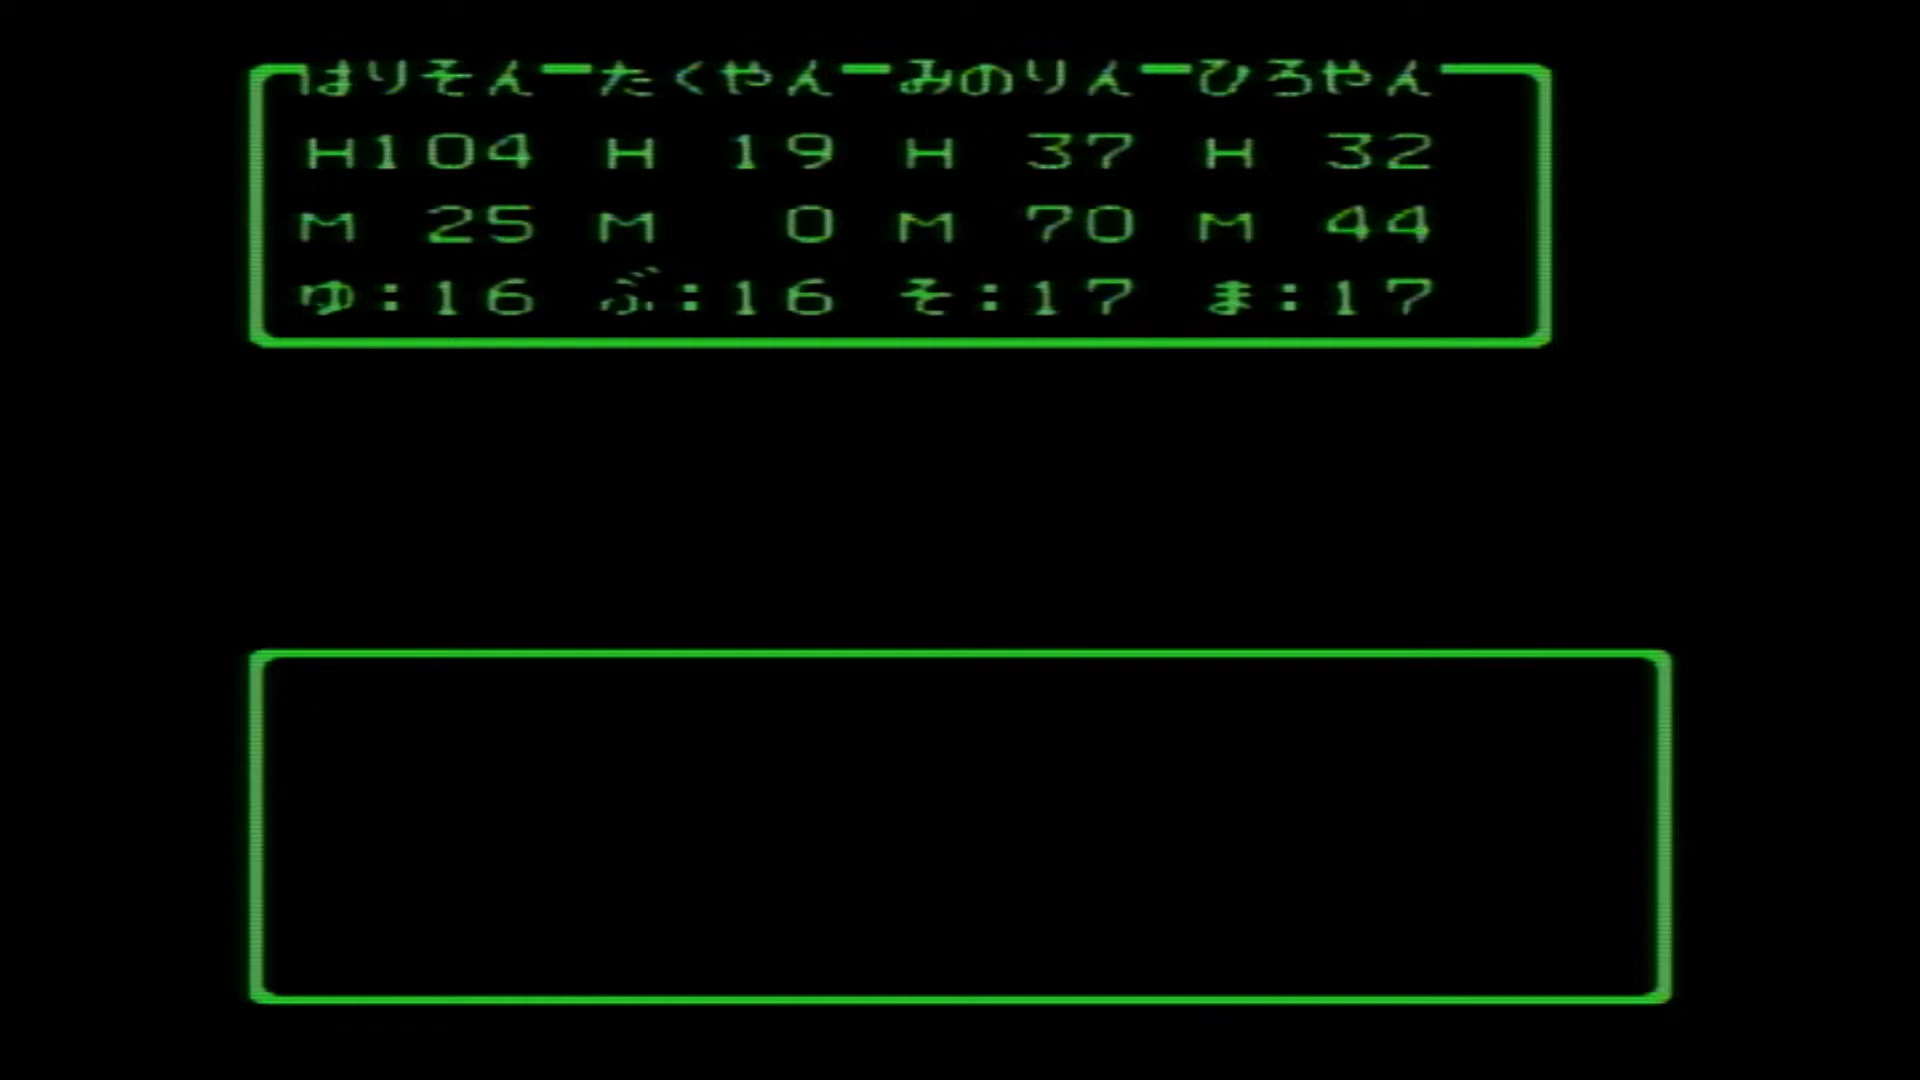 はりそん たくやん みのりん ひろやん
H104 H 19 H 37 H 32
M 25 M 0 M 70 M 44
ゆ:16 ぶ:16 そ:17 ま:17